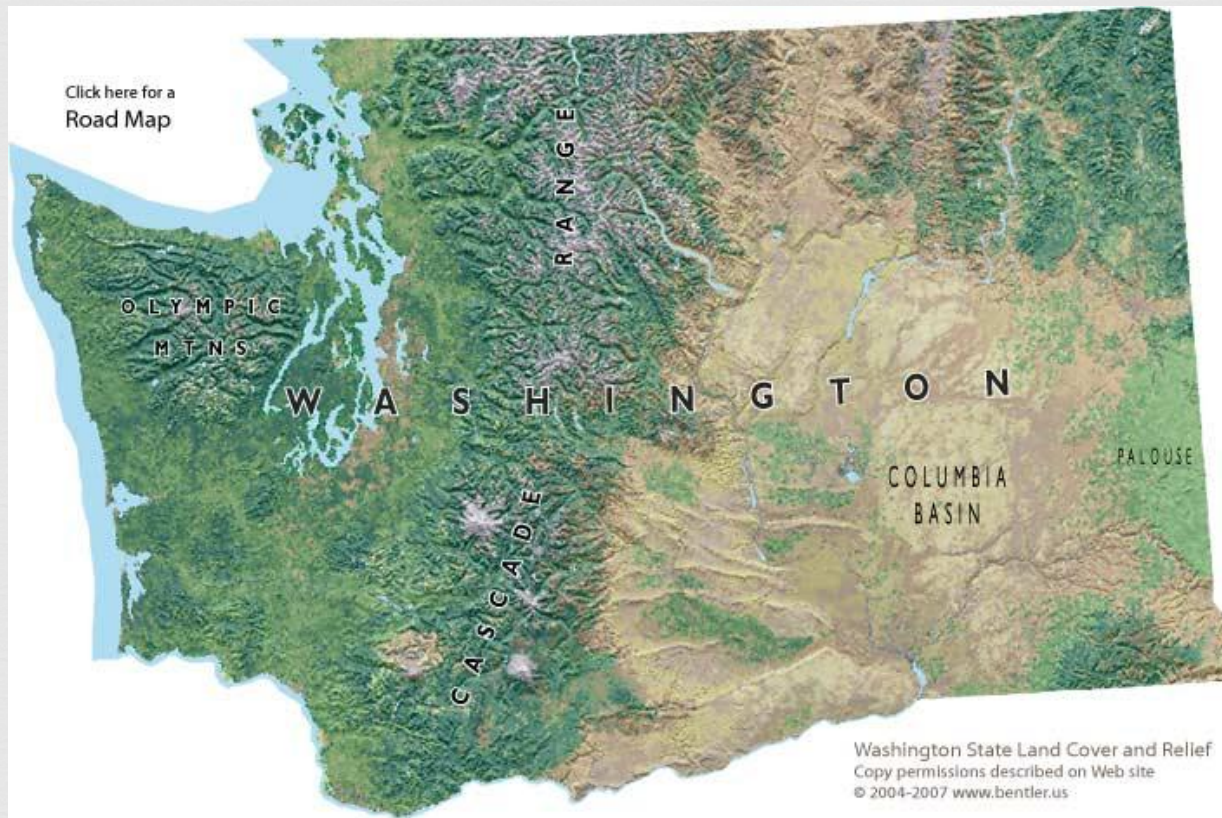 Click here for a
Road Map
RANGE
OLYMPIC
MTNS
WASHINGTON
PALOUSE
COLUMBIA
BASIN
CASCADE
Washington State Land Cover and Relief
Copy permissions described on Web site
© 2004-2007 www.bentler.us